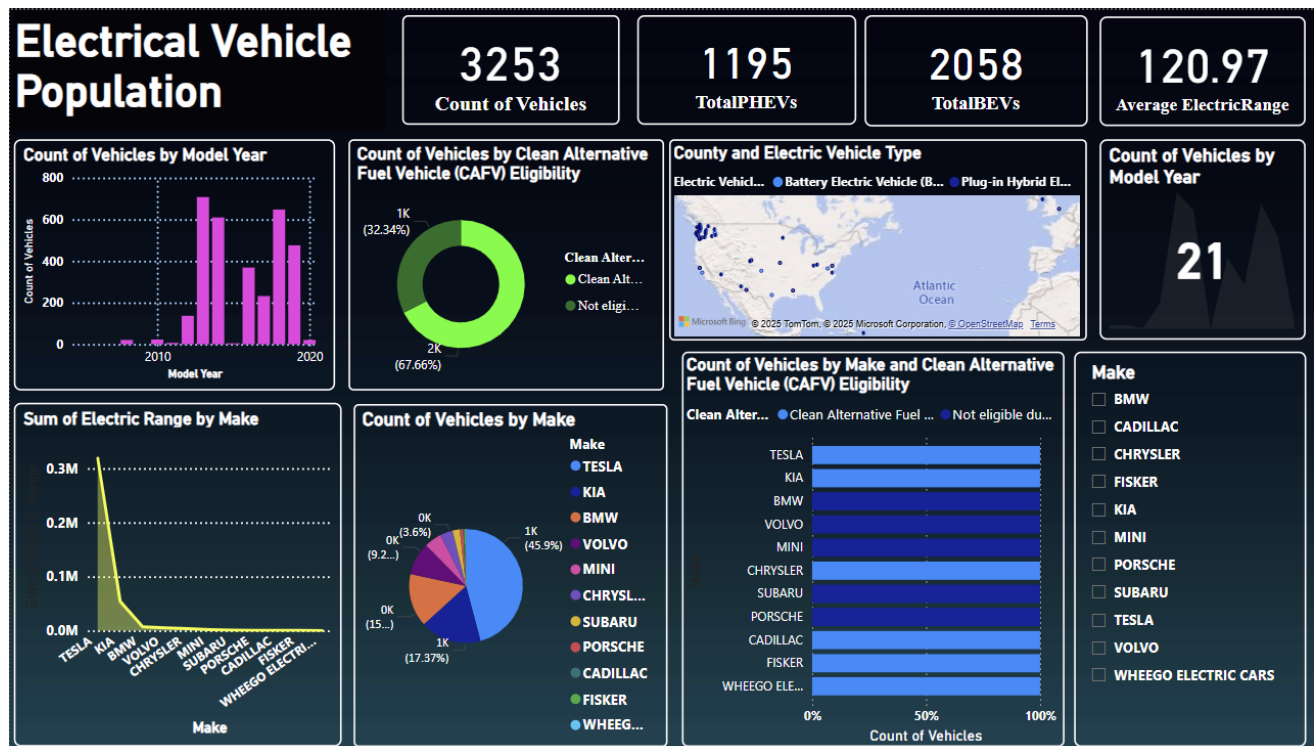 Electrical Vehicle
Population
3253
Count of Vehicles
1195
TotalPHEVs
2058
TotalBEVs
120.97
Average ElectricRange
Count of Vehicles by Model Year
800
600
400
200
0
Count of Vehicles
2010
2020
Model Year
Count of Vehicles by Clean Alternative
Fuel Vehicle (CAFV) Eligibility
1K
(32.34%)
2K
(67.66%)
Clean Alter...
Clean Alt...
Not eligi...
County and Electric Vehicle Type
Electric Vehicl...
Battery Electric Vehicle (B...
Plug-in Hybrid El...
Atlantic
Ocean
Microsoft Bing
© 2025 TomTom, © 2025 Microsoft Corporation, © OpenStreetMap Terms
Count of Vehicles by
Model Year
21
Sum of Electric Range by Make
0.3M
0.2M
0.1M
0.0M
TESLA
KIA
BMW
VOLVO
CHRYSLER
MINI
SUBARU
PORSCHE
CADILLAC
FISKER
WHEEGO ELECTRI...
Make
Count of Vehicles by Make
0K
(3.6%)
0K
(9.2...)
0K
(15...)
1K
(17.37%)
1K
(45.9%)
Make
TESLA
KIA
BMW
VOLVO
MINI
CHRYSL...
SUBARU
PORSCHE
CADILLAC
FISKER
WHEEG...
Count of Vehicles by Make and Clean Alternative
Fuel Vehicle (CAFV) Eligibility
Clean Alter...
Clean Alternative Fuel ...
Not eligible du...
TESLA
KIA
BMW
VOLVO
MINI
CHRYSLER
SUBARU
PORSCHE
CADILLAC
FISKER
WHEEGO ELE...
0%
50%
100%
Count of Vehicles
Make
BMW
CADILLAC
CHRYSLER
FISKER
KIA
MINI
PORSCHE
SUBARU
TESLA
VOLVO
WHEEGO ELECTRIC CARS